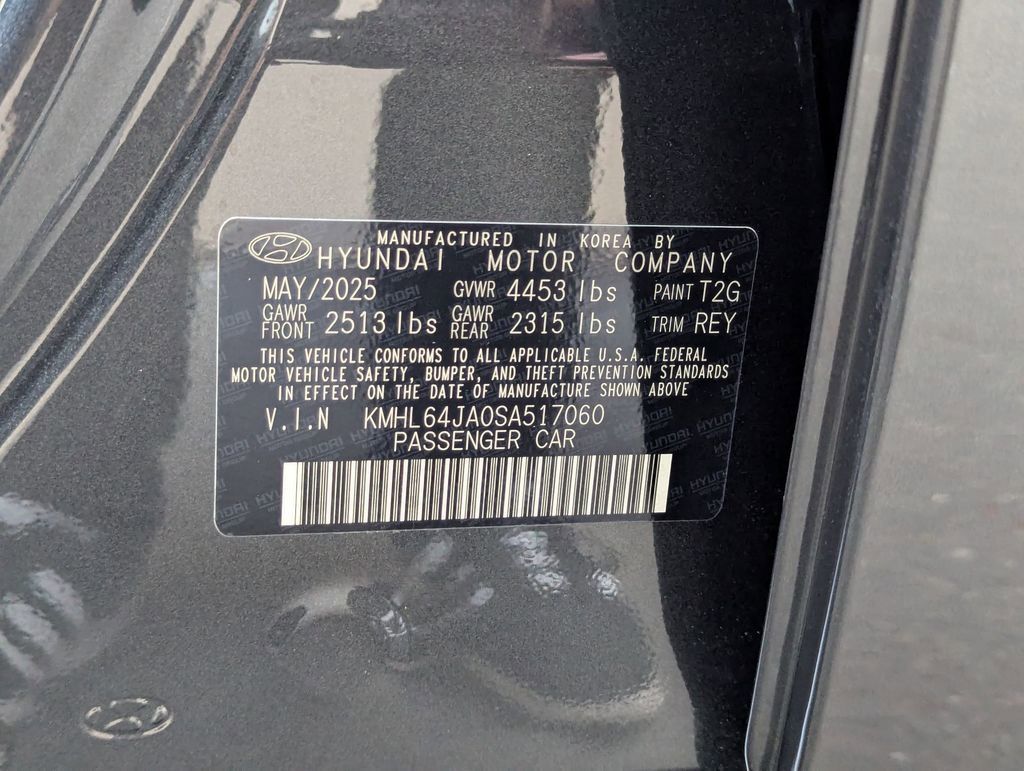 MANUFACTURED IN KOREA BY
HYUNDAI MOTOR COMPANY
MAY/2025 GVWR 4453 lbs PAINT T2G
GAWR FRONT 2513 lbs GAWR REAR 2315 lbs TRIM REY
THIS VEHICLE CONFORMS TO ALL APPLICABLE U.S.A. FEDERAL
MOTOR VEHICLE SAFETY, BUMPER, AND THEFT PREVENTION STANDARDS
IN EFFECT ON THE DATE OF MANUFACTURE SHOWN ABOVE
V.I.N KMHL64JA0SA517060
PASSENGER CAR